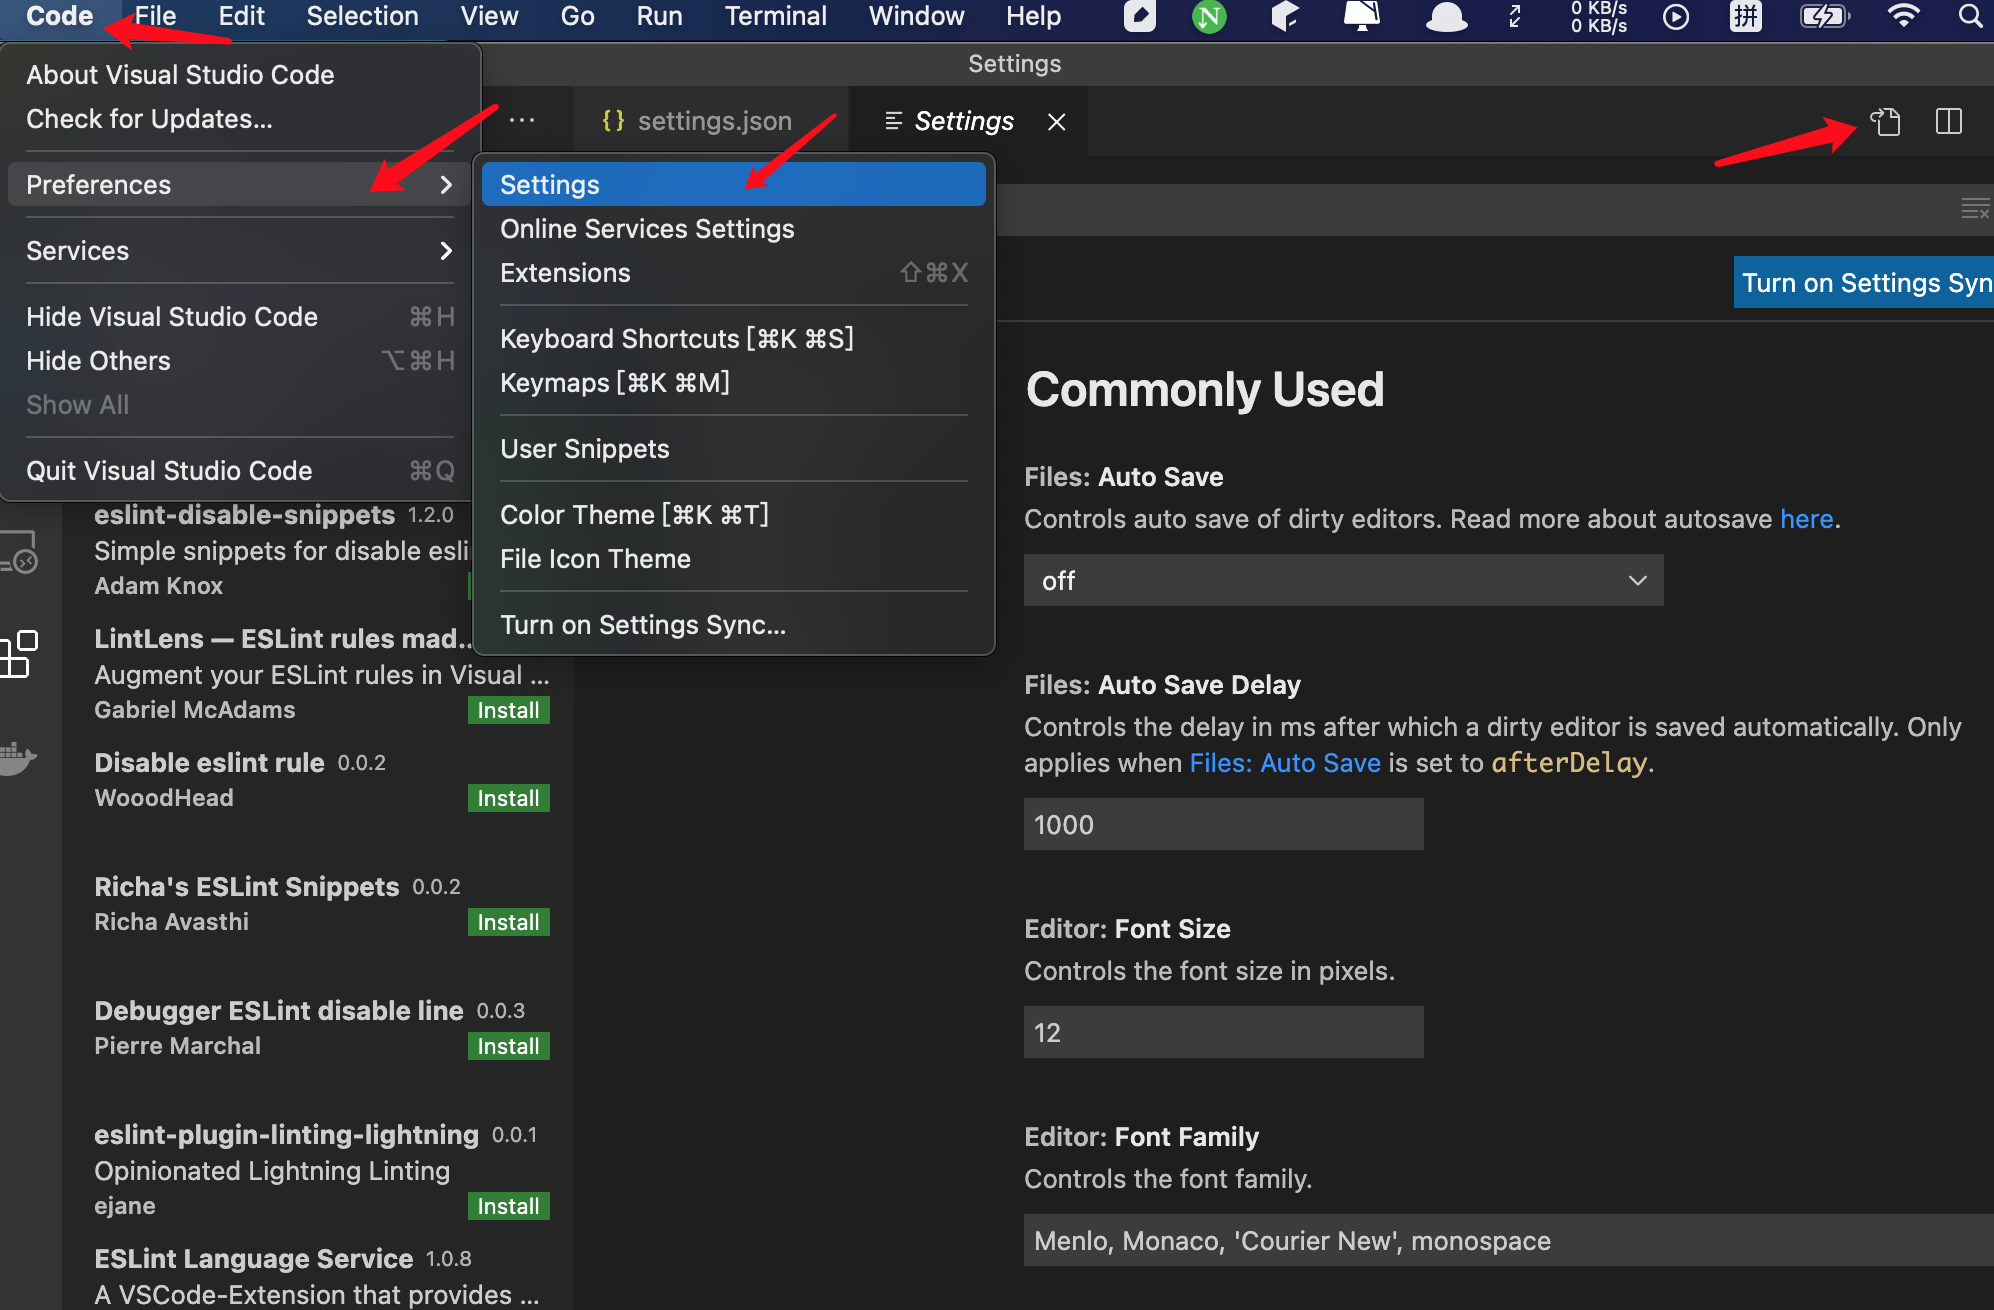 Code File Edit Selection View Go Run Terminal Window Help N 0 KB/s 0 KB/s 拼
Settings
About Visual Studio Code
Check for Updates...
Preferences
Services
Hide Visual Studio Code ⌘H
Hide Others ⌥⌘H
Show All
Quit Visual Studio Code ⌘Q
... {} settings.json Settings
Settings
Online Services Settings
Extensions ⇧⌘X
Keyboard Shortcuts [⌘K ⌘S]
Keymaps [⌘K ⌘M]
User Snippets
Color Theme [⌘K ⌘T]
File Icon Theme
Turn on Settings Sync...
eslint-disable-snippets 1.2.0
Simple snippets for disable esli
Adam Knox
LintLens — ESLint rules mad...
Augment your ESLint rules in Visual ...
Gabriel McAdams Install
Disable eslint rule 0.0.2
WooodHead Install
Richa's ESLint Snippets 0.0.2
Richa Avasthi Install
Debugger ESLint disable line 0.0.3
Pierre Marchal Install
eslint-plugin-linting-lightning 0.0.1
Opinionated Lightning Linting
ejane Install
ESLint Language Service 1.0.8
A VSCode-Extension that provides ...
Turn on Settings Syn
Commonly Used
Files: Auto Save
Controls auto save of dirty editors. Read more about autosave here.
off
Files: Auto Save Delay
Controls the delay in ms after which a dirty editor is saved automatically. Only
applies when Files: Auto Save is set to afterDelay.
1000
Editor: Font Size
Controls the font size in pixels.
12
Editor: Font Family
Controls the font family.
Menlo, Monaco, 'Courier New', monospace